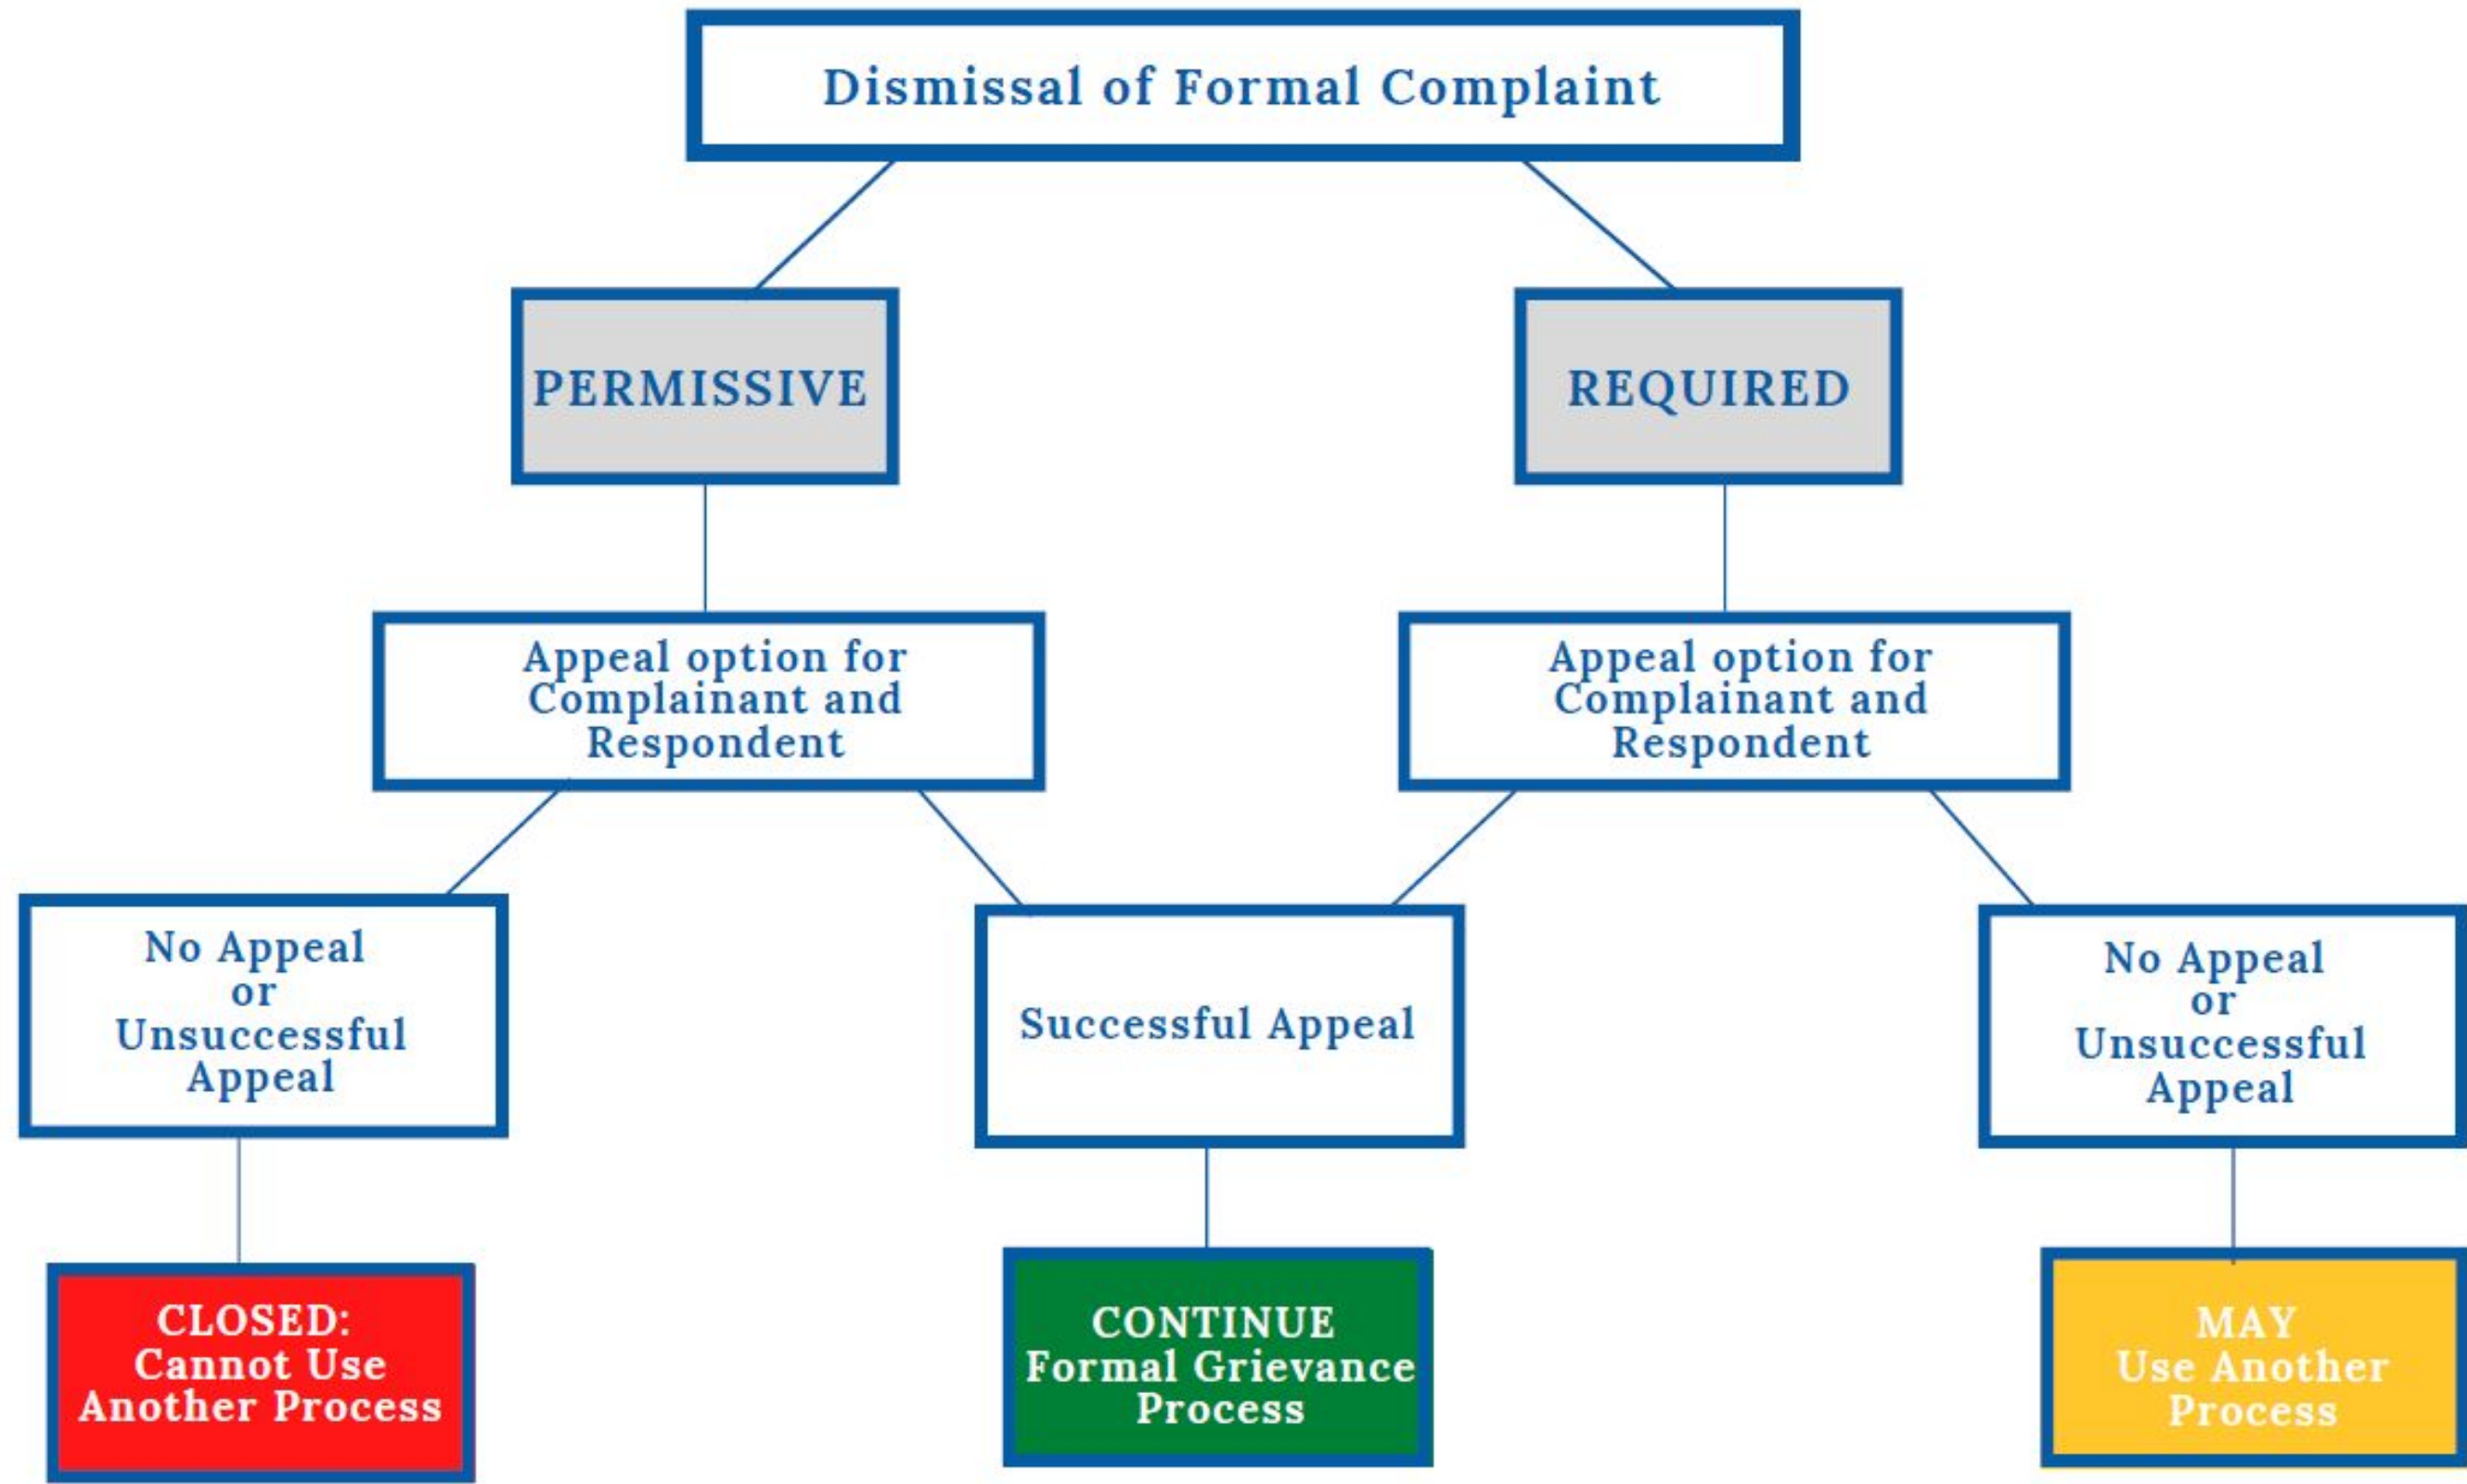 Dismissal of Formal Complaint
PERMISSIVE
REQUIRED
Appeal option for
Complainant and
Respondent
Appeal option for
Complainant and
Respondent
No Appeal
or
Unsuccessful
Appeal
Successful Appeal
No Appeal
or
Unsuccessful
Appeal
CLOSED:
Cannot Use
Another Process
CONTINUE
Formal Grievance
Process
MAY
Use Another
Process